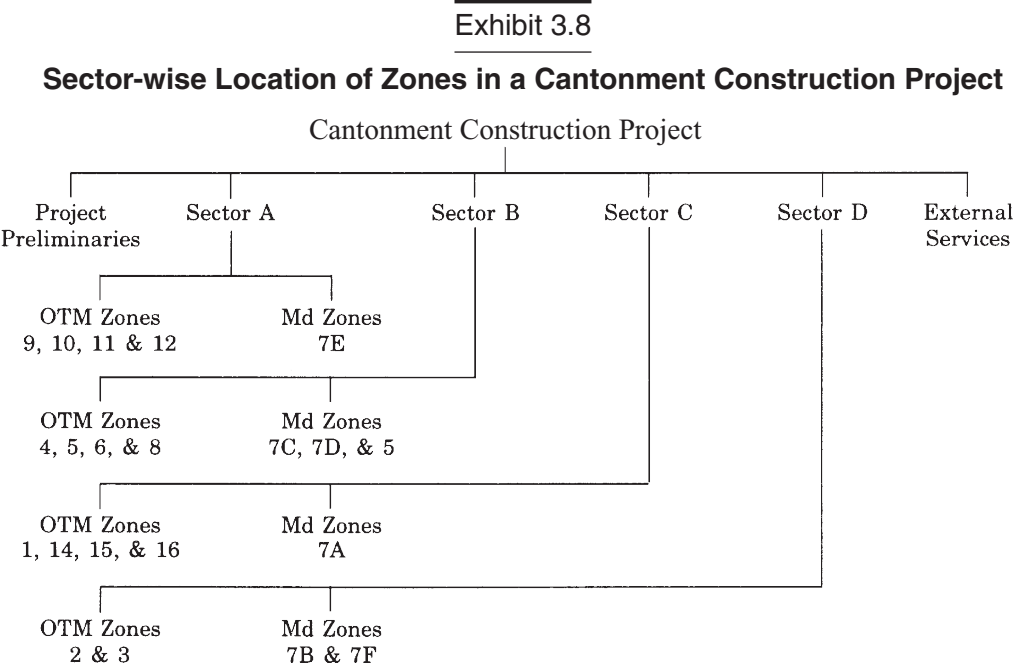 Exhibit 3.8
Sector-wise Location of Zones in a Cantonment Construction Project
Cantonment Construction Project
Project
Preliminaries
Sector A
Sector B
Sector C
Sector D
External
Services
OTM Zones
9, 10, 11 & 12
Md Zones
7E
OTM Zones
4, 5, 6, & 8
Md Zones
7C, 7D, & 5
OTM Zones
1, 14, 15, & 16
Md Zones
7A
OTM Zones
2 & 3
Md Zones
7B & 7F